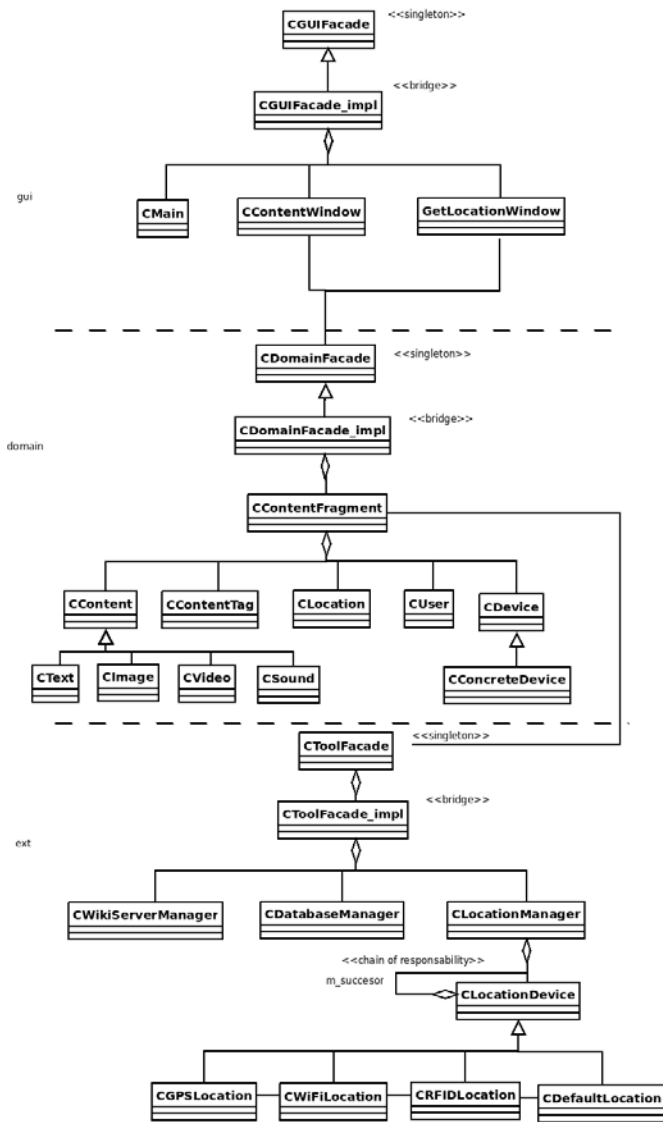 CGUIFacade <<singleton>>
CGUIFacade_impl <<bridge>>
gui
CMain CContentWindow GetLocationWindow
CDomainFacade <<singleton>>
CDomainFacade_impl <<bridge>>
domain
CContentFragment
CContent CContentTag CLocation CUser CDevice
CText CImage CVideo CSound CConcreteDevice
CToolFacade <<singleton>>
CToolFacade_impl <<bridge>>
ext
CWikiServerManager CDatabaseManager CLocationManager
<<chain of responsability>>
m_succesor CLocationDevice
CGPSLocation CWiFiLocation CRFIDLocation CDefaultLocation